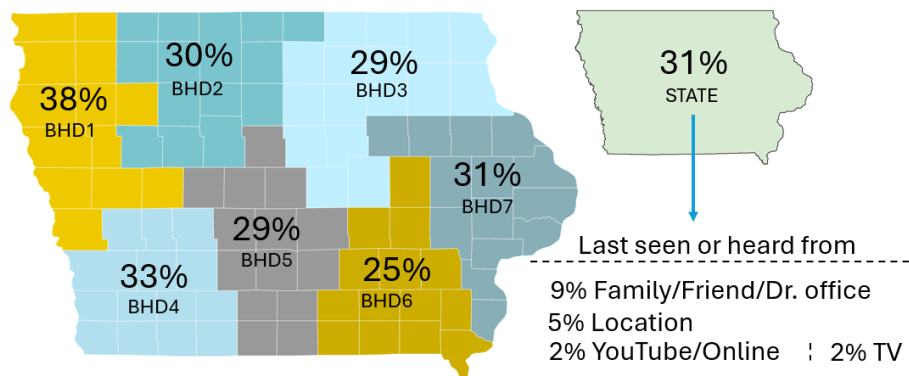 30%
BHD2
29%
BHD3
38%
BHD1
31%
STATE
31%
BHD7
29%
BHD5
33%
BHD4
25%
BHD6
Last seen or heard from
9% Family/Friend/Dr. office
5% Location
2% YouTube/Online ¦ 2% TV